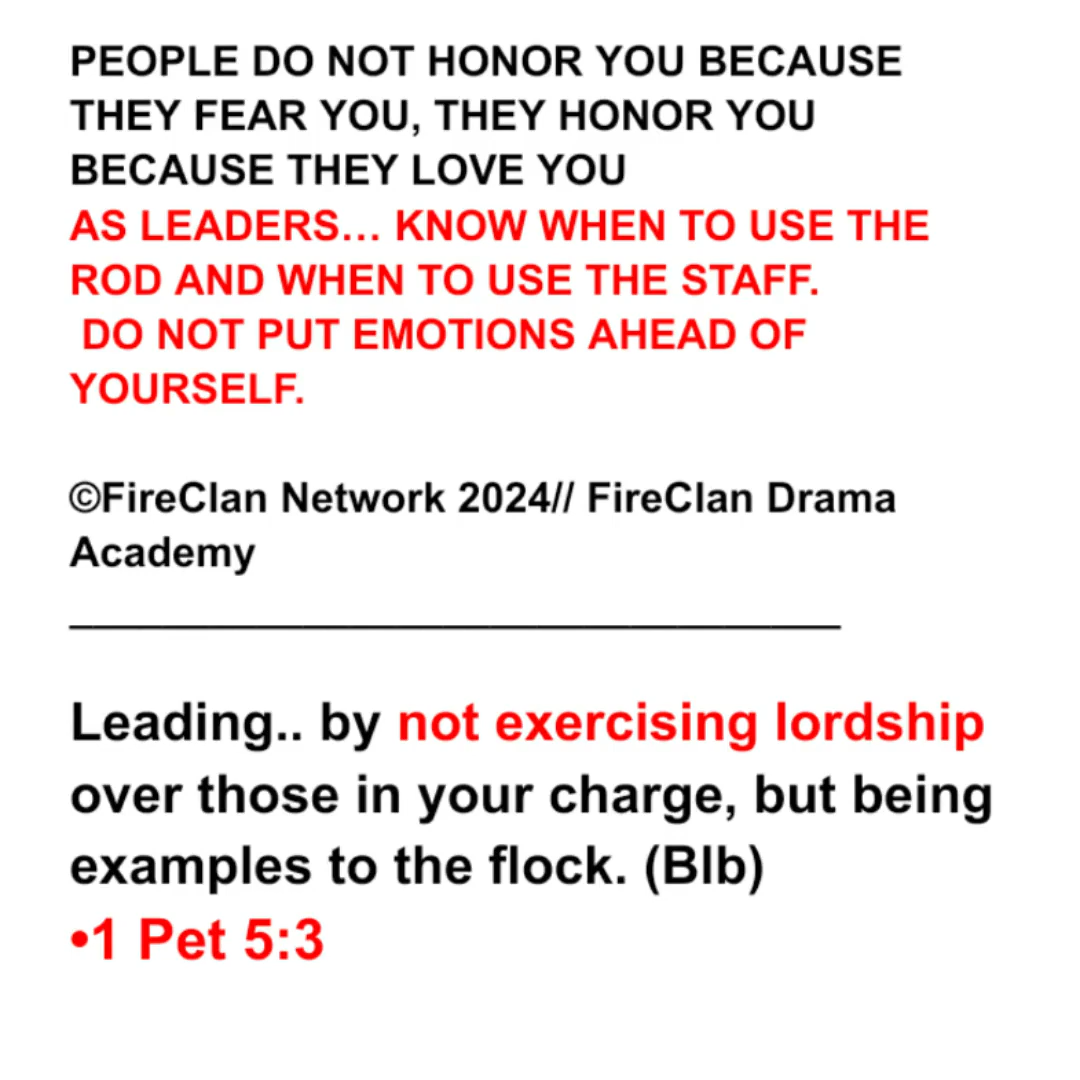 PEOPLE DO NOT HONOR YOU BECAUSE
THEY FEAR YOU, THEY HONOR YOU
BECAUSE THEY LOVE YOU
AS LEADERS... KNOW WHEN TO USE THE
ROD AND WHEN TO USE THE STAFF.
DO NOT PUT EMOTIONS AHEAD OF
YOURSELF.
©FireClan Network 2024// FireClan Drama
Academy
Leading.. by not exercising lordship
over those in your charge, but being
examples to the flock. (Blb)
•1 Pet 5:3